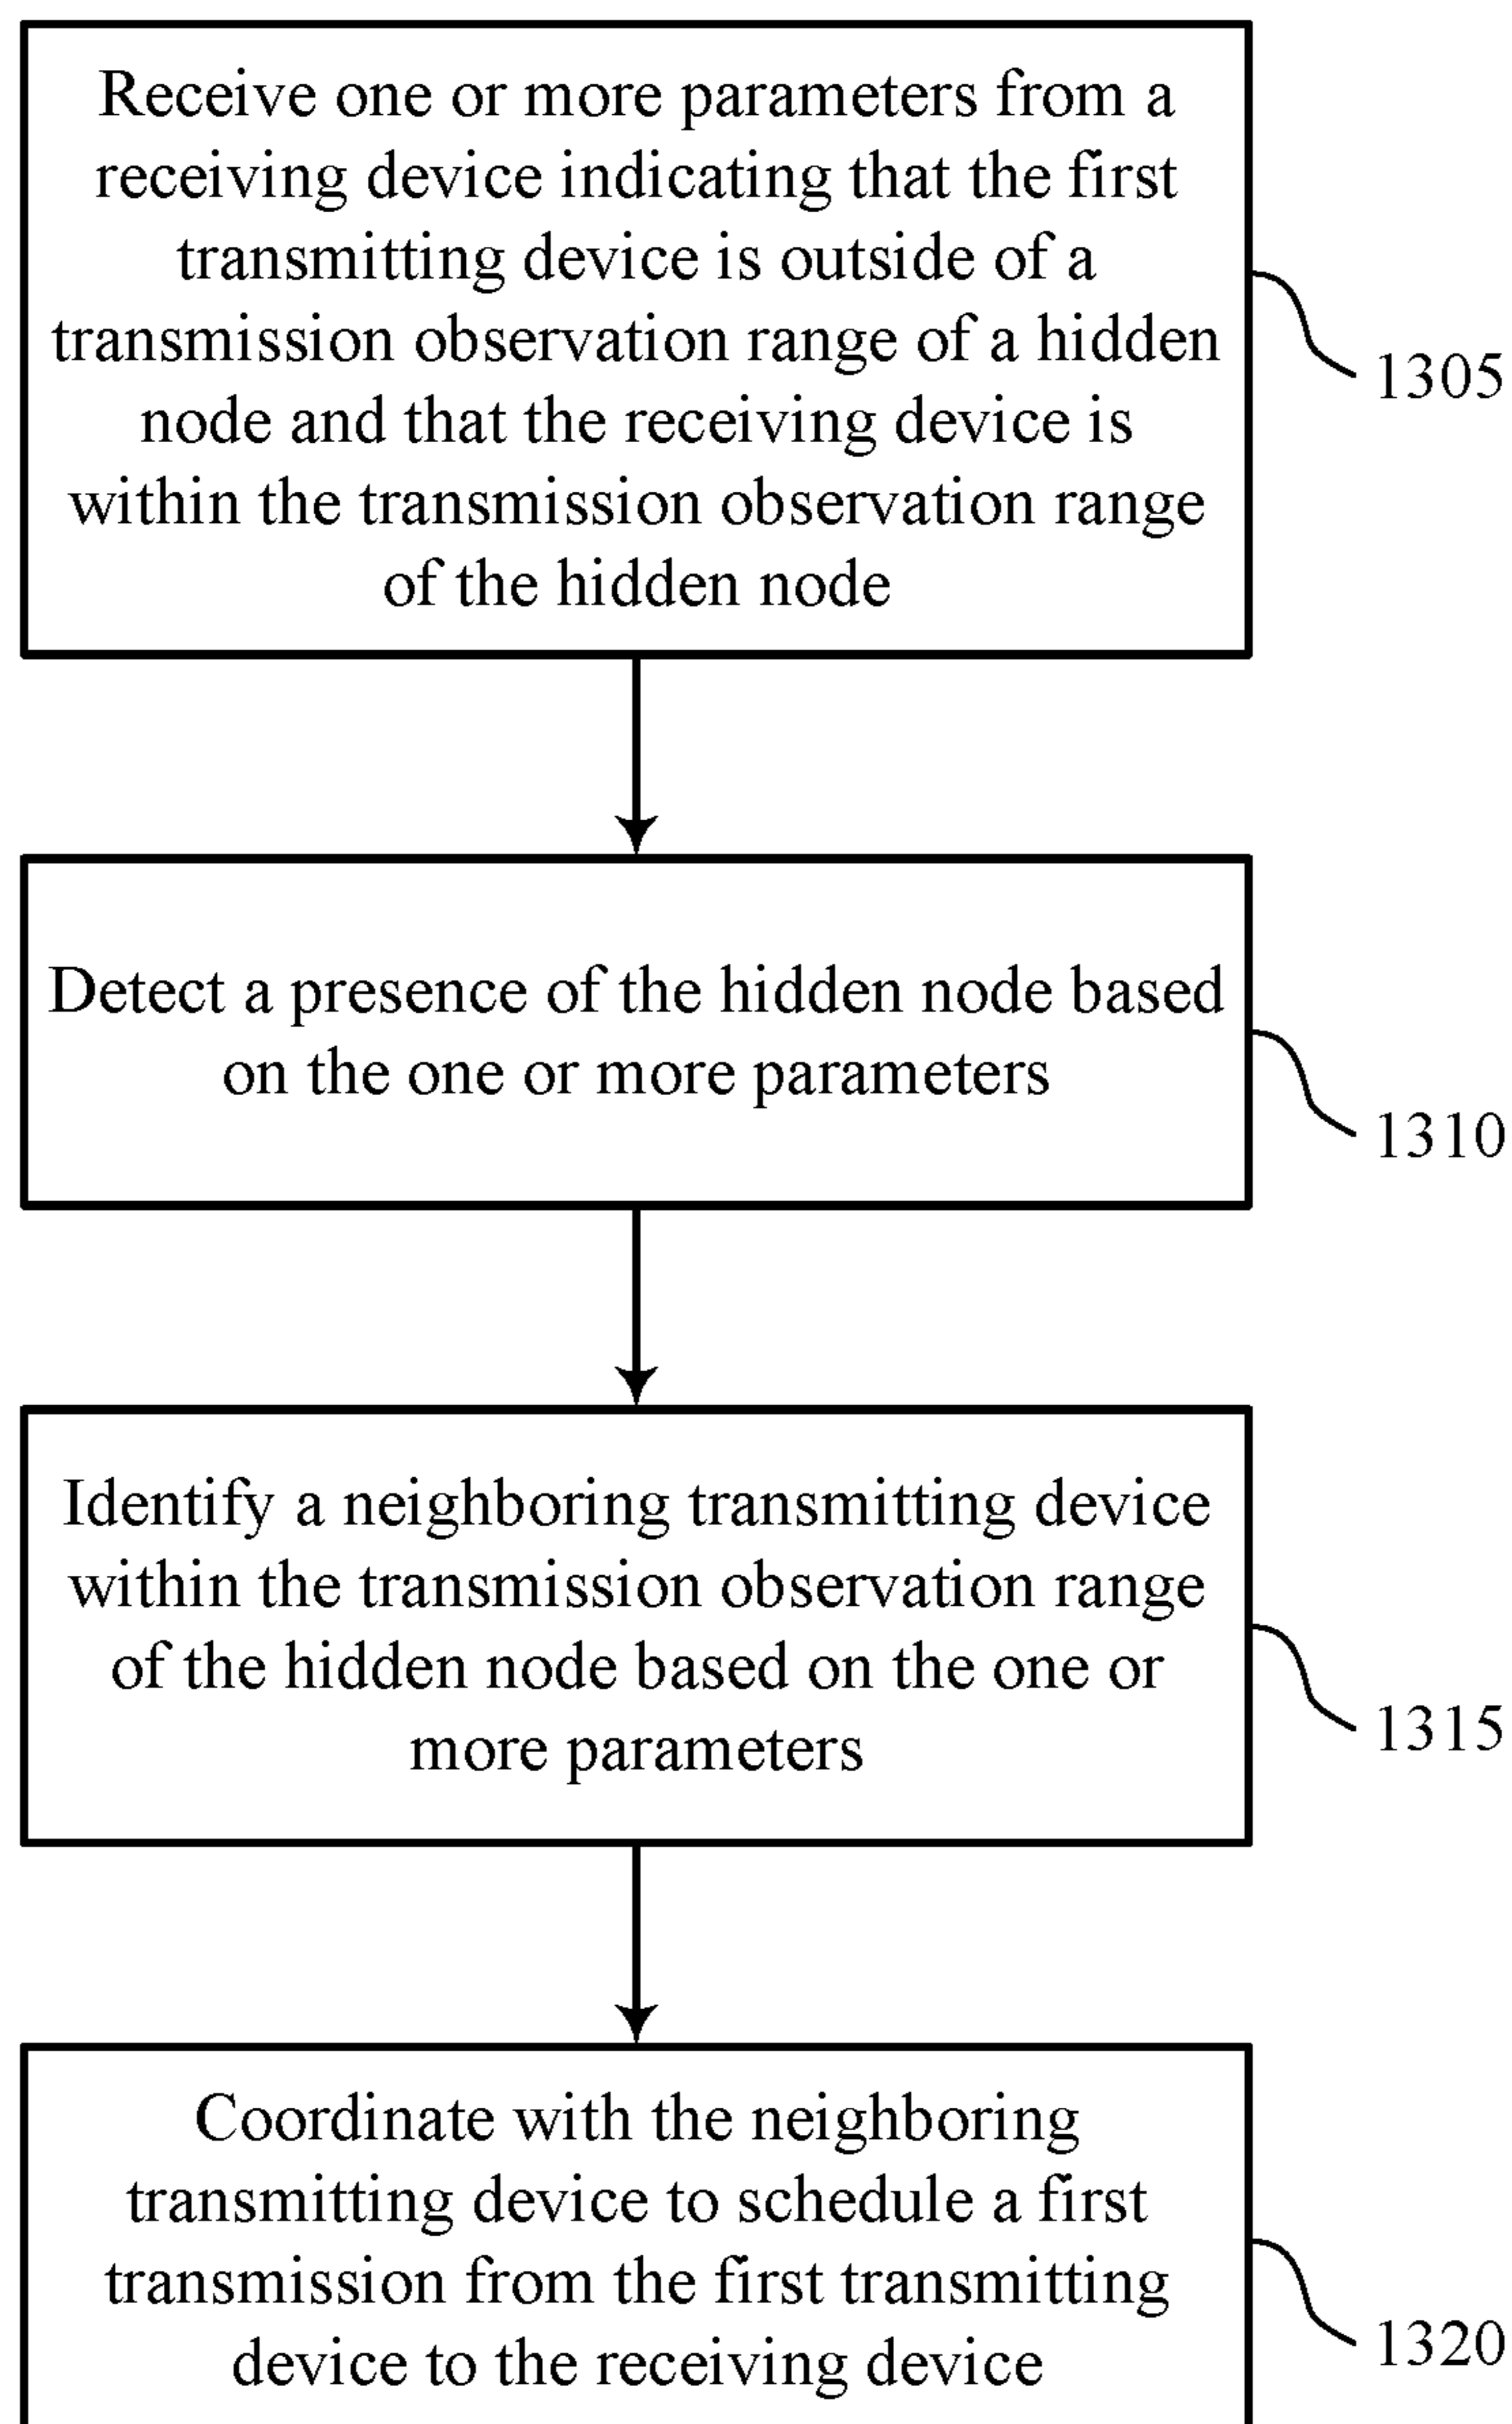 Receive one or more parameters from a
receiving device indicating that the first
transmitting device is outside of a
transmission observation range of a hidden
node and that the receiving device is
within the transmission observation range
of the hidden node
1305
Detect a presence of the hidden node based
on the one or more parameters
1310
Identify a neighboring transmitting device
within the transmission observation range
of the hidden node based on the one or
more parameters
1315
Coordinate with the neighboring
transmitting device to schedule a first
transmission from the first transmitting
device to the receiving device
1320